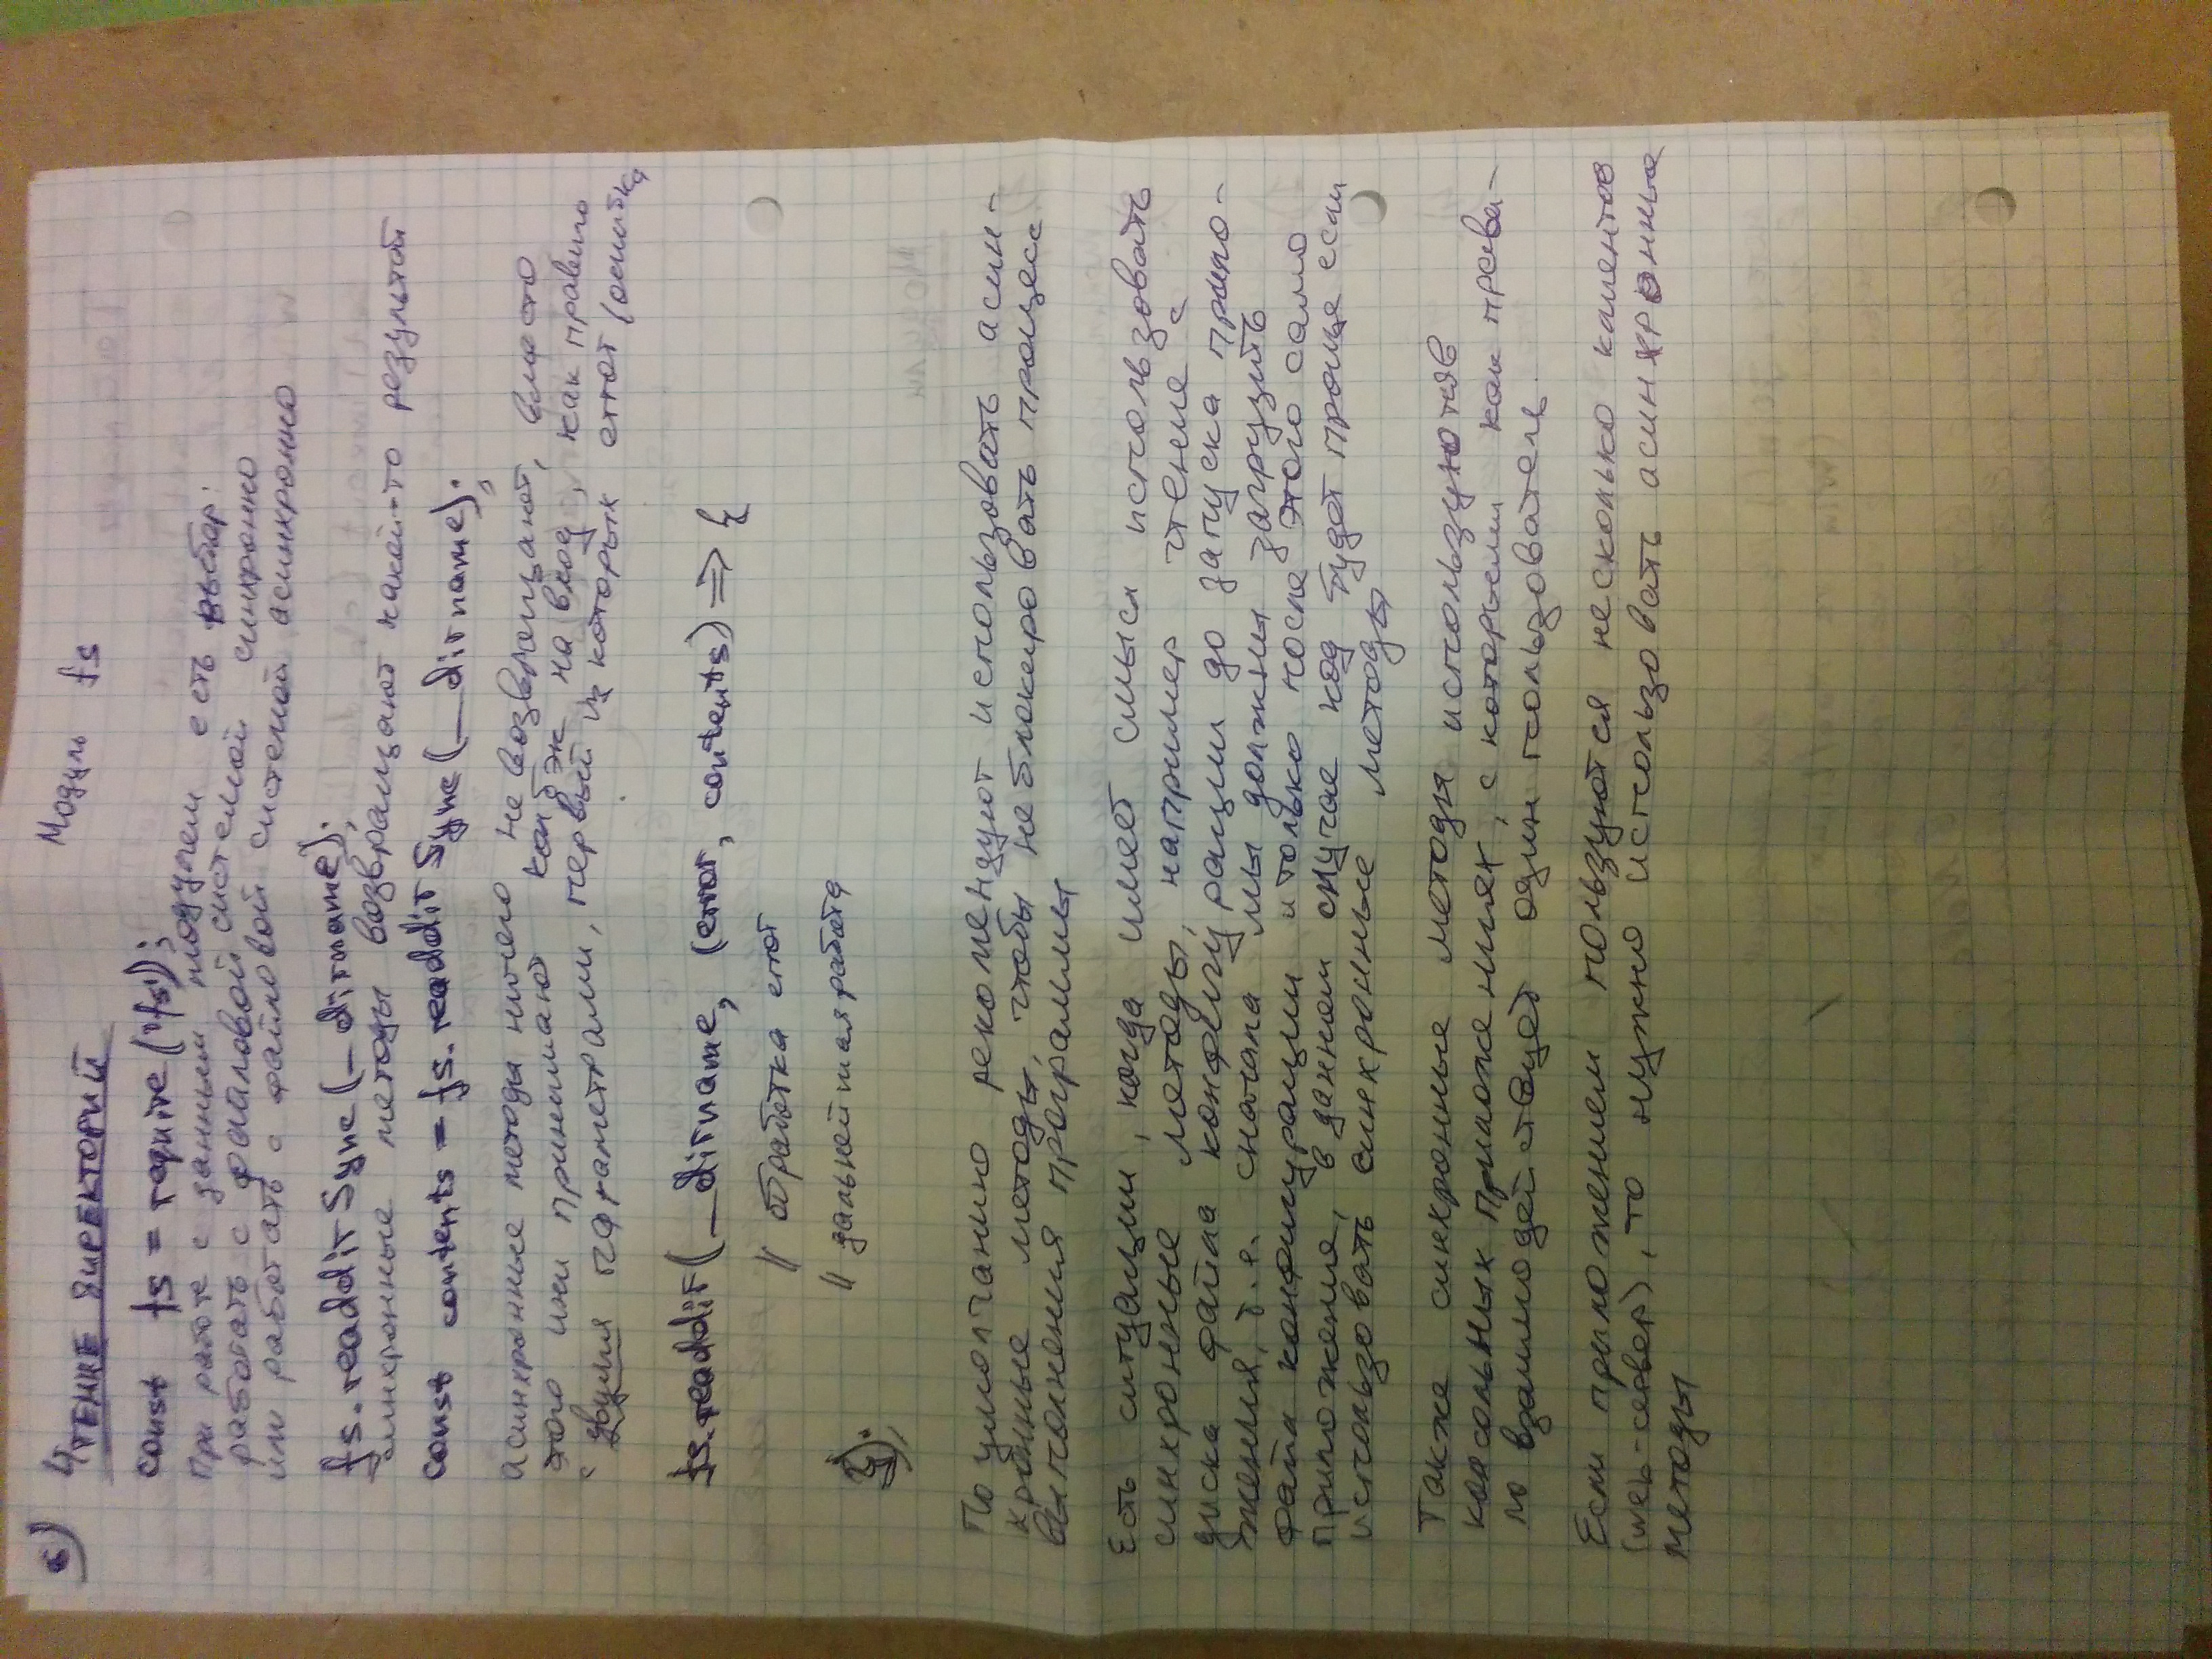 6) ЧТЕНИЕ ДИРЕКТОРИЙ Модуль fs
const fs = require('fs');
При работе с данным модулем есть выбор:
работать с файловой системой синхронно
или работать с файловой системой асинхронно
fs.readdirSync(__dirname);
синхронные методы возвращают какой-то результат
const contents = fs.readdirSync(__dirname);
асинхронные методы ничего не возвращают, вместо
этого они принимают колбэк на вход, как правило
с двумя параметрами, первый из которых error (ошибка
fs.readdir(__dirname, (error, contents) => {
// обработка error
// дальнейшая работа
});
По умолчанию рекомендуют использовать асин-
хронные методы, чтобы не блокировать процесс
выполнения программы
Есть ситуации, когда имеет смысл использовать
синхронные методы, например чтение с
диска файла конфигурации до запуска прило-
жения, т.е. сначала мы должны загрузить
файл конфигурации и только после этого само
приложение, в данном случае код будет проще если
использовать синхронные методы
Также синхронные методы используются в
консольных приложениях, с которыми как прави-
ло взаимодействует один пользователь.
Если приложением пользуются несколько клиентов
(web-сервер), то нужно использовать асинхронные
методы